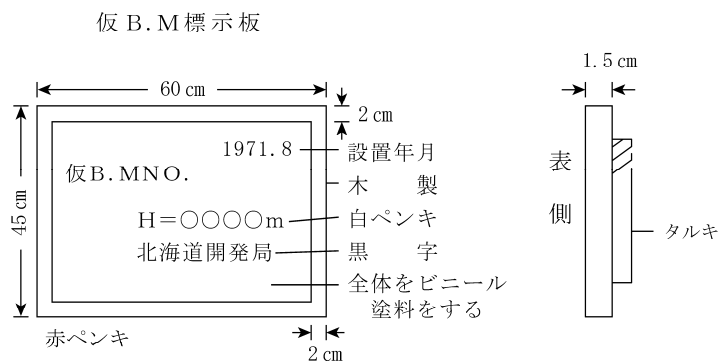 仮B.M標示板
60㎝
1.5㎝
2㎝
1971.8
設置年月
仮B.MNO.
木　製
45㎝
H=○○○○m
白ペンキ
北海道開発局
黒　字
全体をビニール
塗料をする
赤ペンキ
2㎝
表側
タルキ